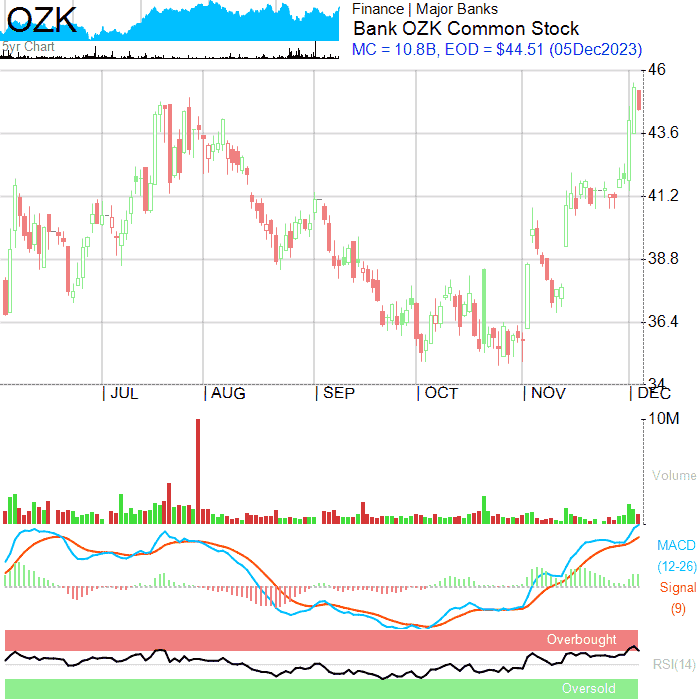 OZK
5yr Chart
Finance | Major Banks
Bank OZK Common Stock
MC = 10.8B, EOD = $44.51 (05Dec2023)
46
43.6
41.2
38.8
36.4
34
| JUL | AUG | SEP | OCT | NOV | DEC
10M
Volume
MACD
(12-26)
Signal
(9)
Overbought
RSI(14)
Oversold